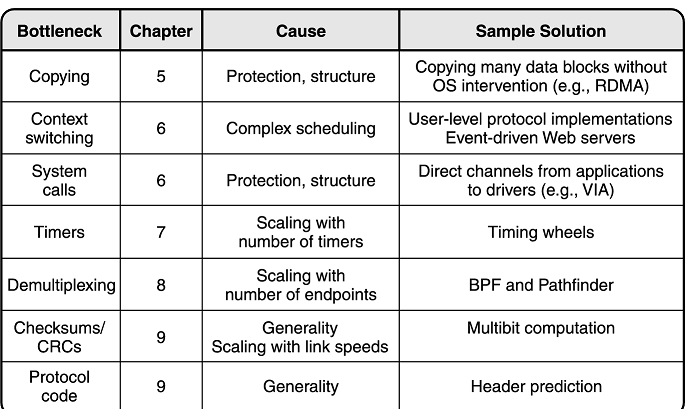 Bottleneck Chapter Cause Sample Solution
Copying 5 Protection, structure Copying many data blocks without
OS intervention (e.g., RDMA)
Context
switching 6 Complex scheduling User-level protocol implementations
Event-driven Web servers
System
calls 6 Protection, structure Direct channels from applications
to drivers (e.g., VIA)
Timers 7 Scaling with
number of timers Timing wheels
Demultiplexing 8 Scaling with
number of endpoints BPF and Pathfinder
Checksums/
CRCs 9 Generality
Scaling with link speeds Multibit computation
Protocol
code 9 Generality Header prediction